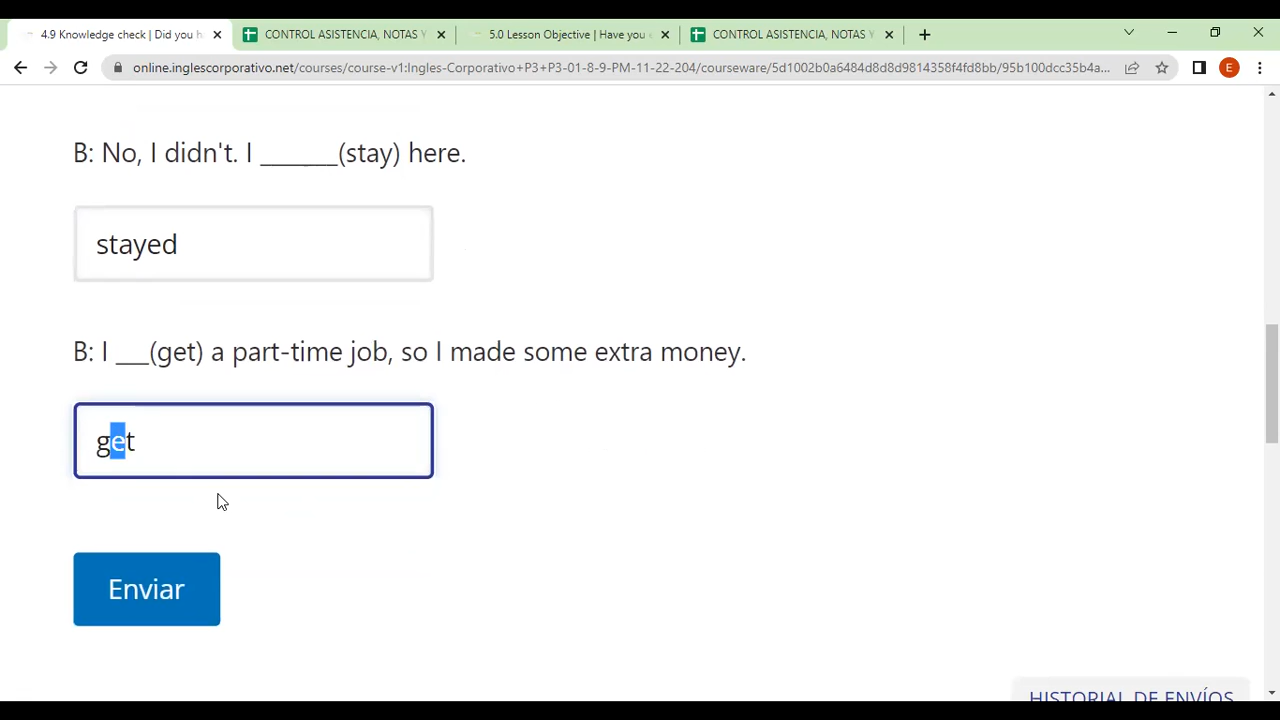 4.9 Knowledge check | Did you h
CONTROL ASISTENCIA, NOTAS Y
5.0 Lesson Objective | Have you
CONTROL ASISTENCIA, NOTAS Y
online.inglescorporativo.net/courses/course-v1:Ingles-Corporativo+P3+P3-01-8-9-PM-11-22-204/courseware/5d1002b0a6484d8d8d9814358f4fd8bb/95b100dcc35b4a...
E
B: No, I didn't. I _______(stay) here.
stayed
B: I ___(get) a part-time job, so I made some extra money.
get
Enviar
HISTORIAL DE ENVÍOS